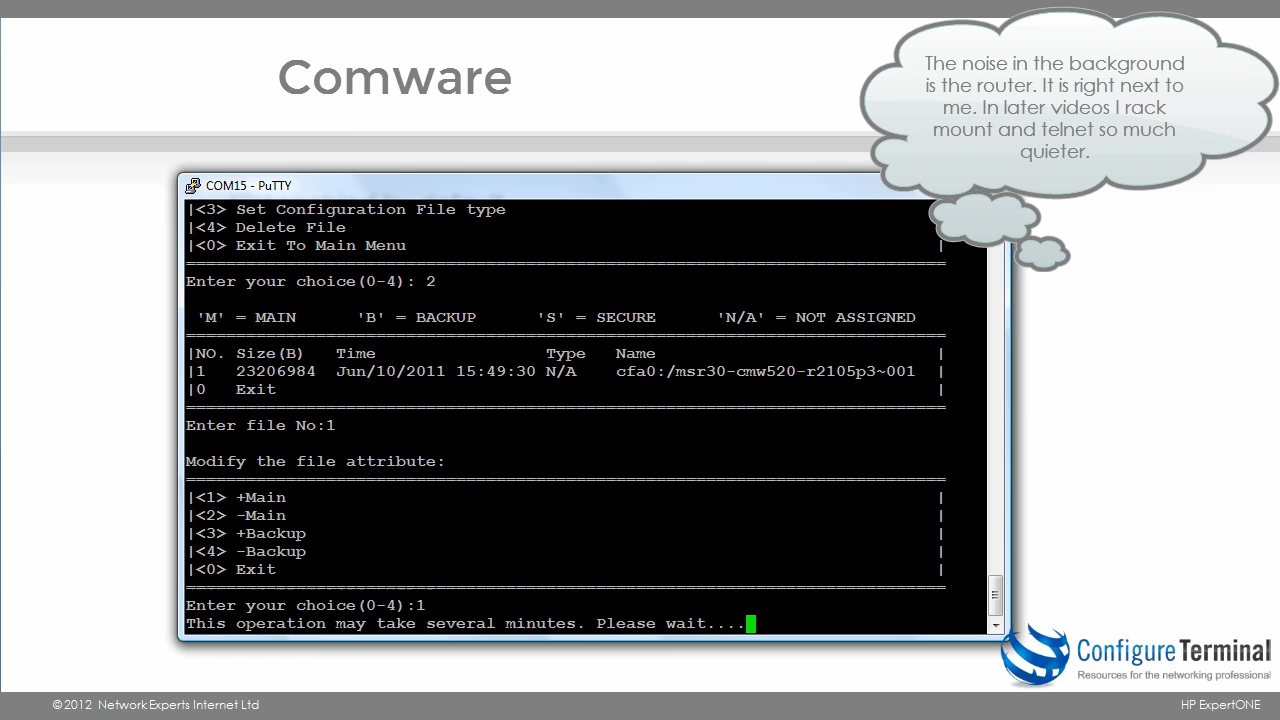 Comware
The noise in the background
is the router. It is right next to
me. In later videos I rack
mount and telnet so much
quieter.
COM15 - PuTTY
|<3> Set Configuration File type
|<4> Delete File
|<0> Exit To Main Menu |
============================================================================
Enter your choice(0-4): 2
'M' = MAIN 'B' = BACKUP 'S' = SECURE 'N/A' = NOT ASSIGNED
============================================================================
|NO. Size(B) Time Type Name |
|1 23206984 Jun/10/2011 15:49:30 N/A cfa0:/msr30-cmw520-r2105p3~001 |
|0 Exit |
============================================================================
Enter file No:1
Modify the file attribute:
============================================================================
|<1> +Main |
|<2> -Main |
|<3> +Backup |
|<4> -Backup |
|<0> Exit |
============================================================================
Enter your choice(0-4):1
This operation may take several minutes. Please wait....
Configure Terminal
Resources for the networking professional
©2012 Network Experts Internet Ltd
HP ExpertONE